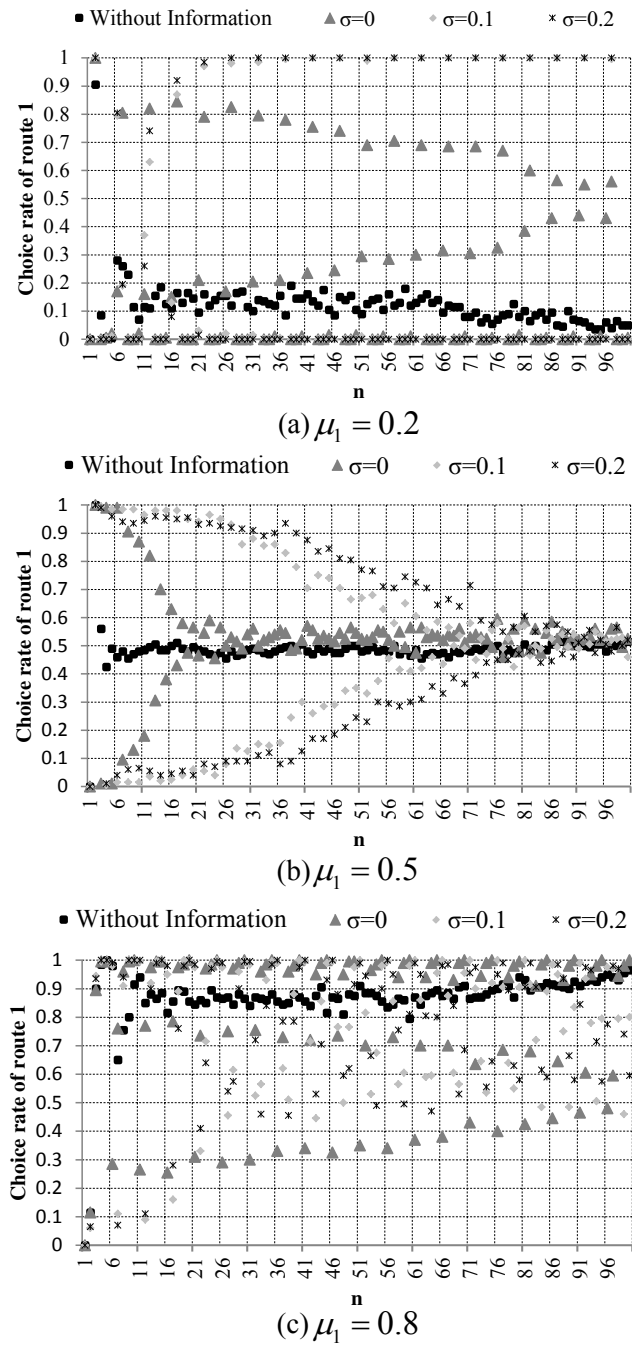 ■ Without Information ▲ σ=0 ◆ σ=0.1 × σ=0.2
Choice rate of route 1
1
0.9
0.8
0.7
0.6
0.5
0.4
0.3
0.2
0.1
0
1 6 11 16 21 26 31 36 41 46 51 56 61 66 71 76 81 86 91 96
n
(a) μ₁ = 0.2
■ Without Information ▲ σ=0 ◆ σ=0.1 × σ=0.2
Choice rate of route 1
1
0.9
0.8
0.7
0.6
0.5
0.4
0.3
0.2
0.1
0
1 6 11 16 21 26 31 36 41 46 51 56 61 66 71 76 81 86 91 96
n
(b) μ₁ = 0.5
■ Without Information ▲ σ=0 ◆ σ=0.1 × σ=0.2
Choice rate of route 1
1
0.9
0.8
0.7
0.6
0.5
0.4
0.3
0.2
0.1
0
1 6 11 16 21 26 31 36 41 46 51 56 61 66 71 76 81 86 91 96
n
(c) μ₁ = 0.8